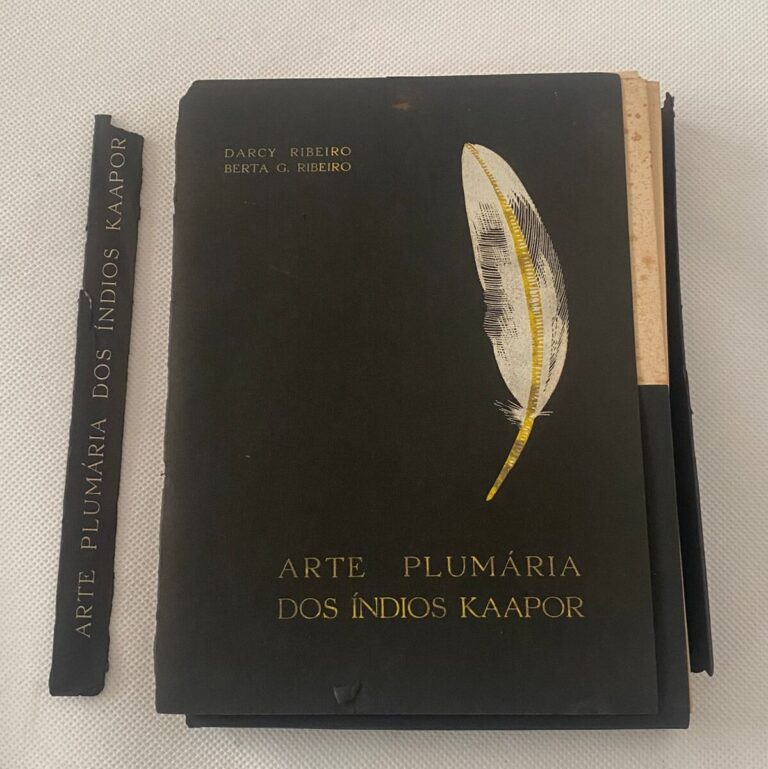 ARTE PLUMÁRIA DOS ÍNDIOS KAAPOR
DARCY RIBEIRO
BERTA G. RIBEIRO
ARTE PLUMÁRIA
DOS ÍNDIOS KAAPOR